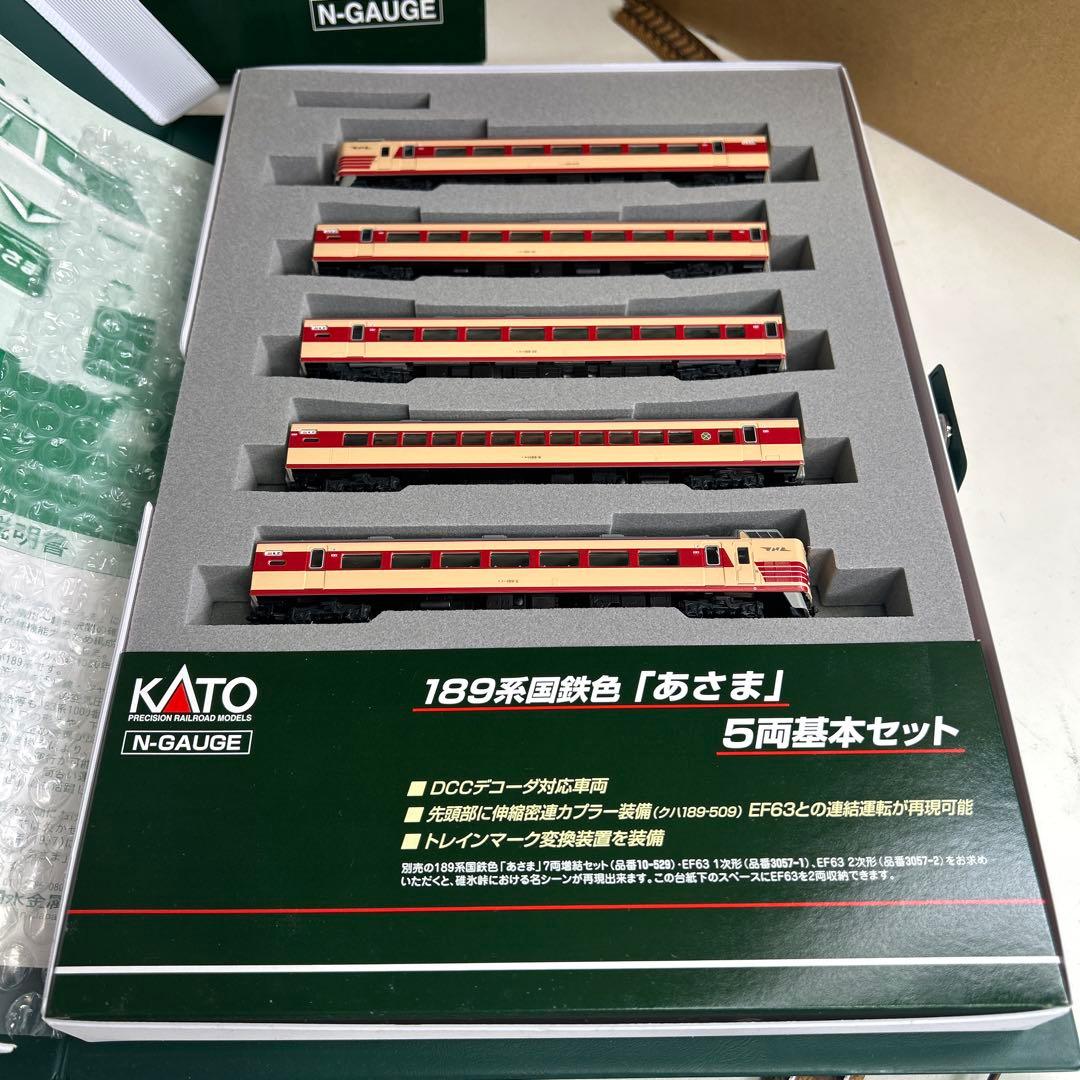 N-GAUGE
KATO
PRECISION RAILROAD MODELS
N-GAUGE
189系国鉄色「あさま」
5両基本セット
■ DCCデコーダ対応車両
■ 先頭部に伸縮密連カプラー装備(クハ189-509) EF63との連結運転が再現可能
■ トレインマーク変換装置を装備
別売の189系国鉄色「あさま」7両増結セット(品番10-529)・EF63 1次形(品番3057-1)、EF63 2次形(品番3057-2)をお求め
いただくと、碓氷峠における名シーンが再現出来ます。この台紙下のスペースにEF63を2両収納できます。
説明書